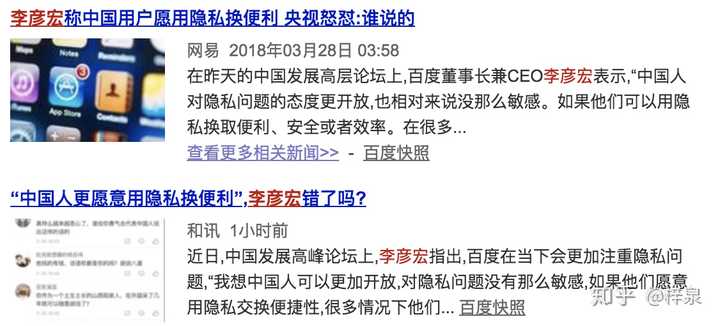 李彦宏称中国用户愿用隐私换便利 央视怒怼:谁说的
网易 2018年03月28日 03:58
在昨天的中国发展高层论坛上,百度董事长兼CEO李彦宏表示,“中国人
对隐私问题的态度更开放,也相对来说没那么敏感。如果他们可以用隐
私换取便利、安全或者效率。在很多...
查看更多相关新闻>> - 百度快照
Notes
Reminders
3
App Store
Contacts
“中国人更愿意用隐私换便利”,李彦宏错了吗?
和讯 1小时前
近日,中国发展高峰论坛上,李彦宏指出,百度在当下会更加注重隐私问
题,“我想中国人可以更加开放,对隐私问题没有那么敏感,如果他们愿意
用隐私交换便捷性,很多情况下他们... 百度快照
知乎 @梓泉